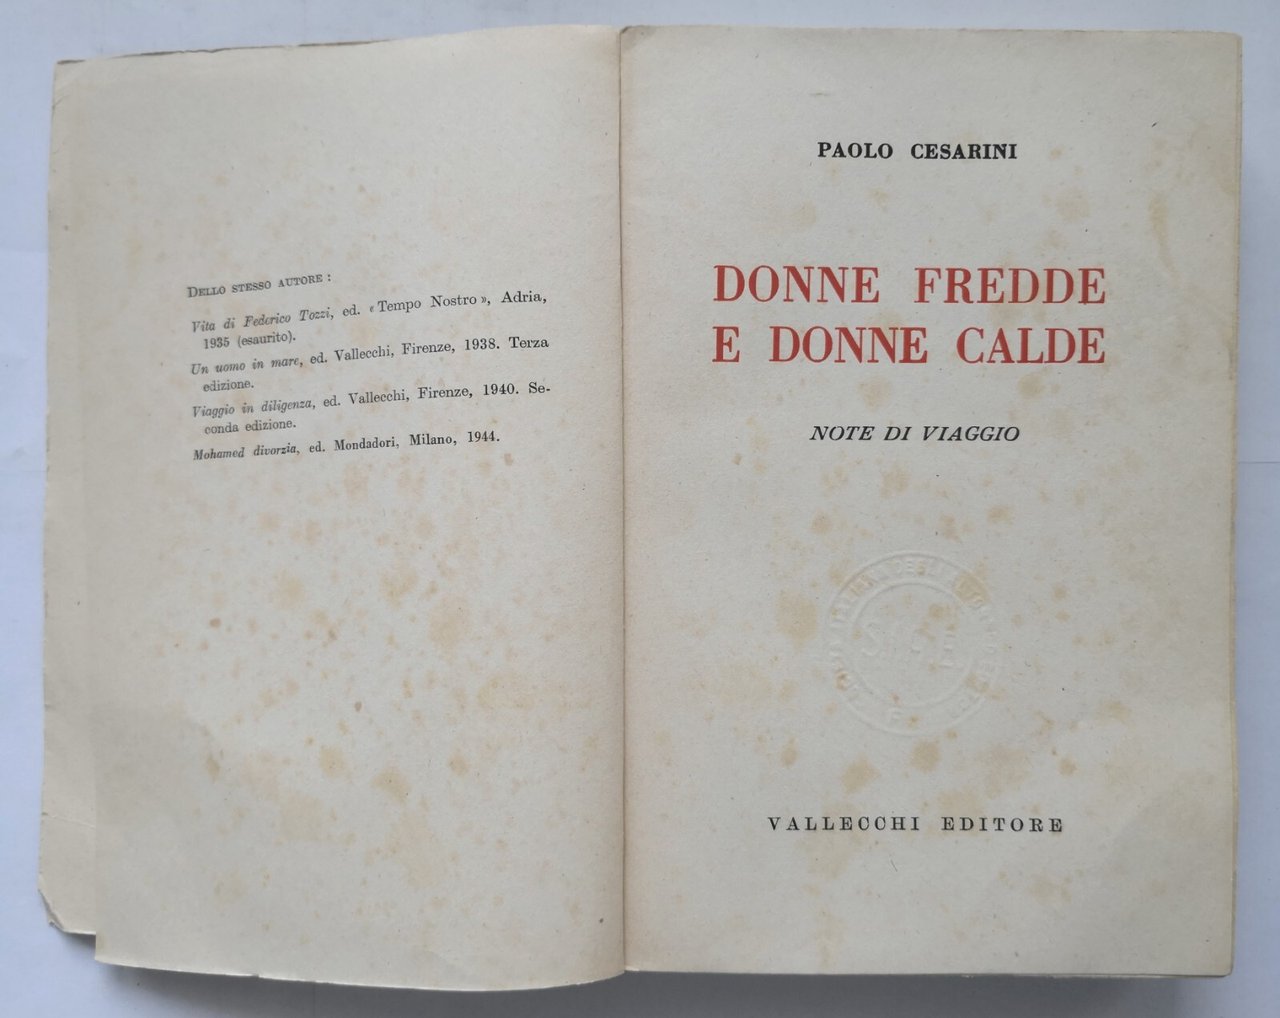 DELLO STESSO AUTORE :
Vita di Federico Tozzi, ed. « Tempo Nostro », Adria,
1935 (esaurito).
Un uomo in mare, ed. Vallecchi, Firenze, 1938. Terza
edizione.
Viaggio in diligenza, ed. Vallecchi, Firenze, 1940. Se-
conda edizione.
Mohamed divorzia, ed. Mondadori, Milano, 1944.
PAOLO CESARINI
DONNE FREDDE
E DONNE CALDE
NOTE DI VIAGGIO
VALLECCHI EDITORE